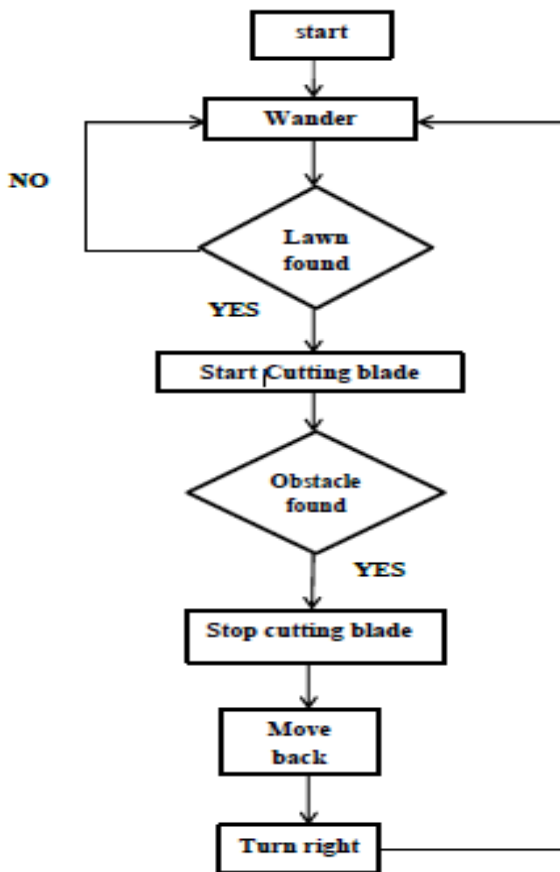 start
Wander
NO
Lawn
found
YES
Start Cutting blade
Obstacle
found
YES
Stop cutting blade
Move
back
Turn right